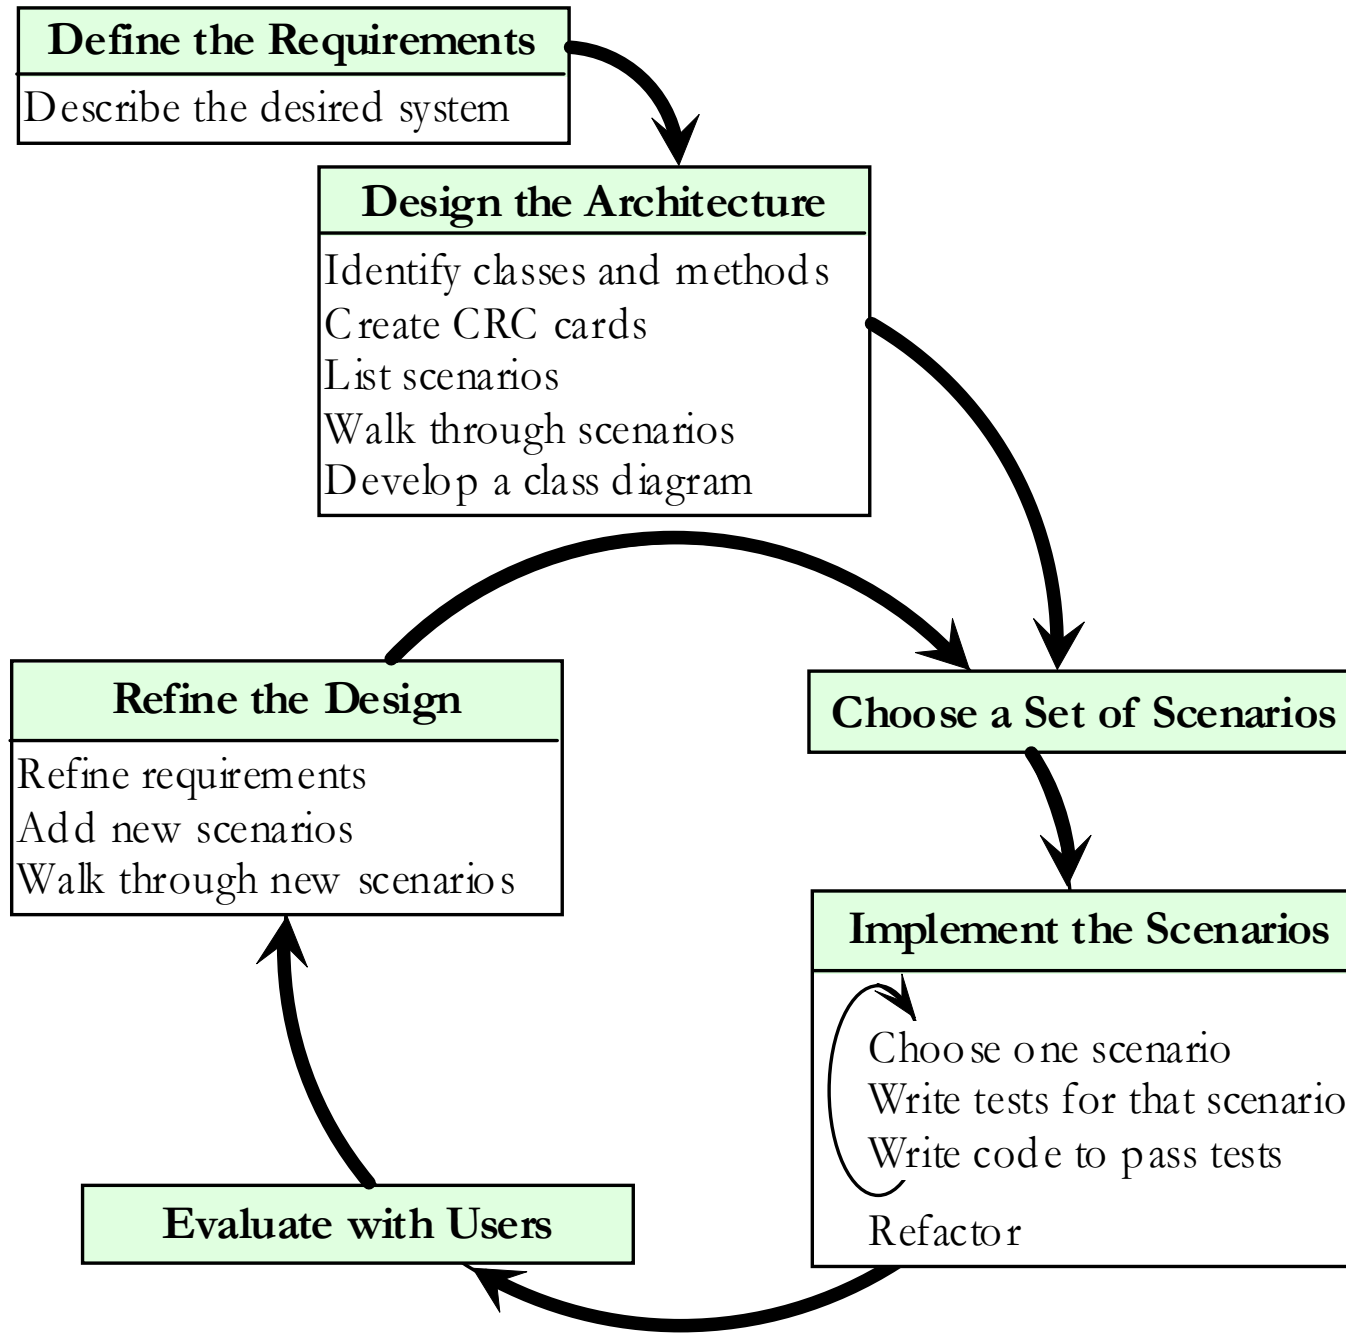 Define the Requirements
Describe the desired system
Design the Architecture
Identify classes and methods
Create CRC cards
List scenarios
Walk through scenarios
Develop a class diagram
Refine the Design
Refine requirements
Add new scenarios
Walk through new scenarios
Choose a Set of Scenarios
Implement the Scenarios
Choose one scenario
Write tests for that scenario
Write code to pass tests
Refactor
Evaluate with Users